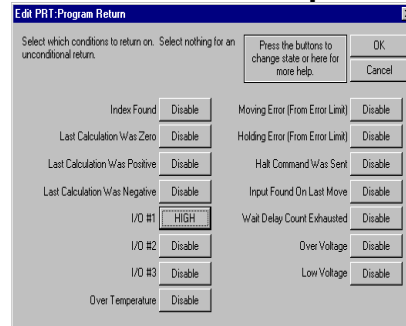 Edit PRT:Program Return
Select which conditions to return on. Select nothing for an
unconditional return.
Press the buttons to
change state or here for
more help.
OK
Cancel
Index Found Disable
Last Calculation Was Zero Disable
Last Calculation Was Positive Disable
Last Calculation Was Negative Disable
I/O #1 HIGH
I/O #2 Disable
I/O #3 Disable
Over Temperature Disable
Moving Error (From Error Limit) Disable
Holding Error (From Error Limit) Disable
Halt Command Was Sent Disable
Input Found On Last Move Disable
Wait Delay Count Exhausted Disable
Over Voltage Disable
Low Voltage Disable